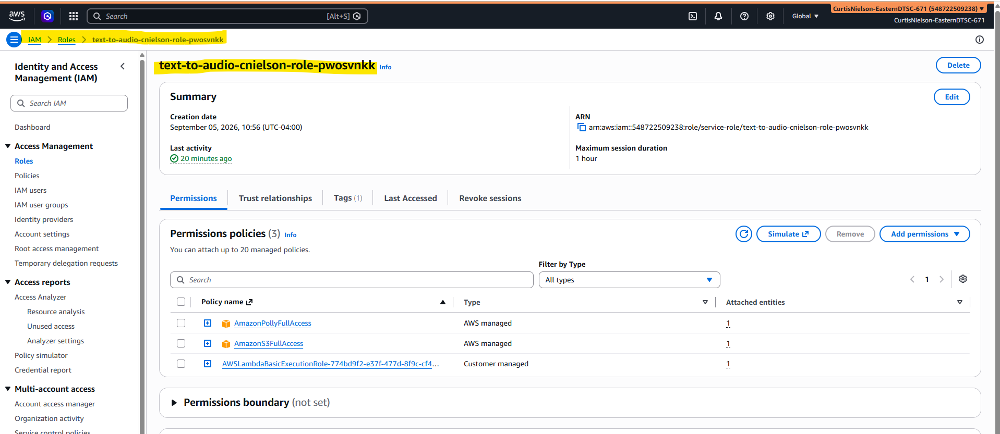 aws
Search
[Alt+S]
Global
CurtisNielson-EasternDTSC-671 (548722509238)
CurtisNielson-EasternDTSC-671
IAM
Roles
text-to-audio-cnielson-role-pwosvnkk
Identity and Access
Management (IAM)
Search IAM
Dashboard
Access Management
Roles
Policies
IAM users
IAM user groups
Identity providers
Account settings
Root access management
Temporary delegation requests
Access reports
Access Analyzer
Resource analysis
Unused access
Analyzer settings
Policy simulator
Credential report
Multi-account access
Account access manager
Organization activity
Service control policies
text-to-audio-cnielson-role-pwosvnkk Info
Delete
Summary
Edit
Creation date
September 05, 2026, 10:56 (UTC-04:00)
ARN
arn:aws:iam::548722509238:role/service-role/text-to-audio-cnielson-role-pwosvnkk
Last activity
20 minutes ago
Maximum session duration
1 hour
Permissions
Trust relationships
Tags (1)
Last Accessed
Revoke sessions
Permissions policies (3) Info
You can attach up to 20 managed policies.
Simulate
Remove
Add permissions
Filter by Type
Search
All types
1
Policy name
Type
Attached entities
AmazonPollyFullAccess
AWS managed
1
AmazonS3FullAccess
AWS managed
1
AWSLambdaBasicExecutionRole-774bd9f2-e37f-477d-8f9c-cf4...
Customer managed
1
Permissions boundary (not set)